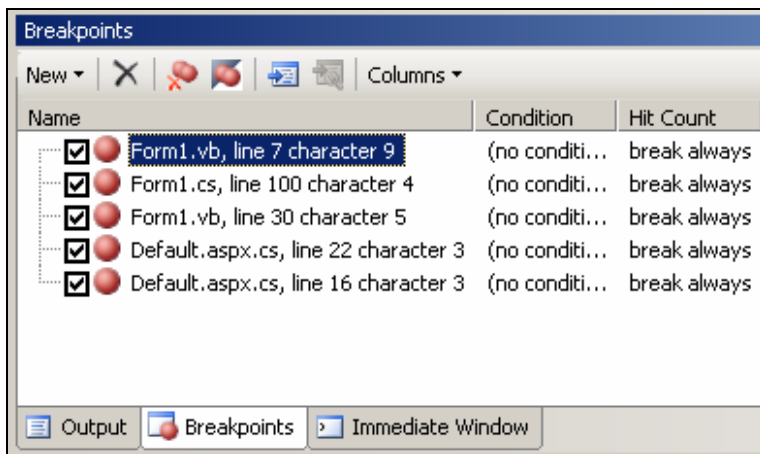 Breakpoints
New Columns
Name Condition Hit Count
Form1.vb, line 7 character 9 (no conditi... break always
Form1.cs, line 100 character 4 (no conditi... break always
Form1.vb, line 30 character 5 (no conditi... break always
Default.aspx.cs, line 22 character 3 (no conditi... break always
Default.aspx.cs, line 16 character 3 (no conditi... break always
Output Breakpoints Immediate Window